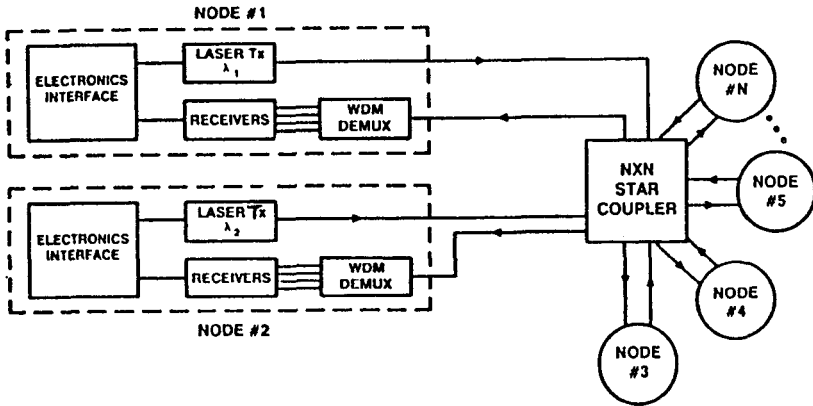 NODE #1
ELECTRONICS
INTERFACE
LASER Tx
λ1
RECEIVERS
WDM
DEMUX
ELECTRONICS
INTERFACE
LASER Tx
λ2
RECEIVERS
WDM
DEMUX
NODE #2
NXN
STAR
COUPLER
NODE
#N
NODE
#5
NODE
#4
NODE
#3